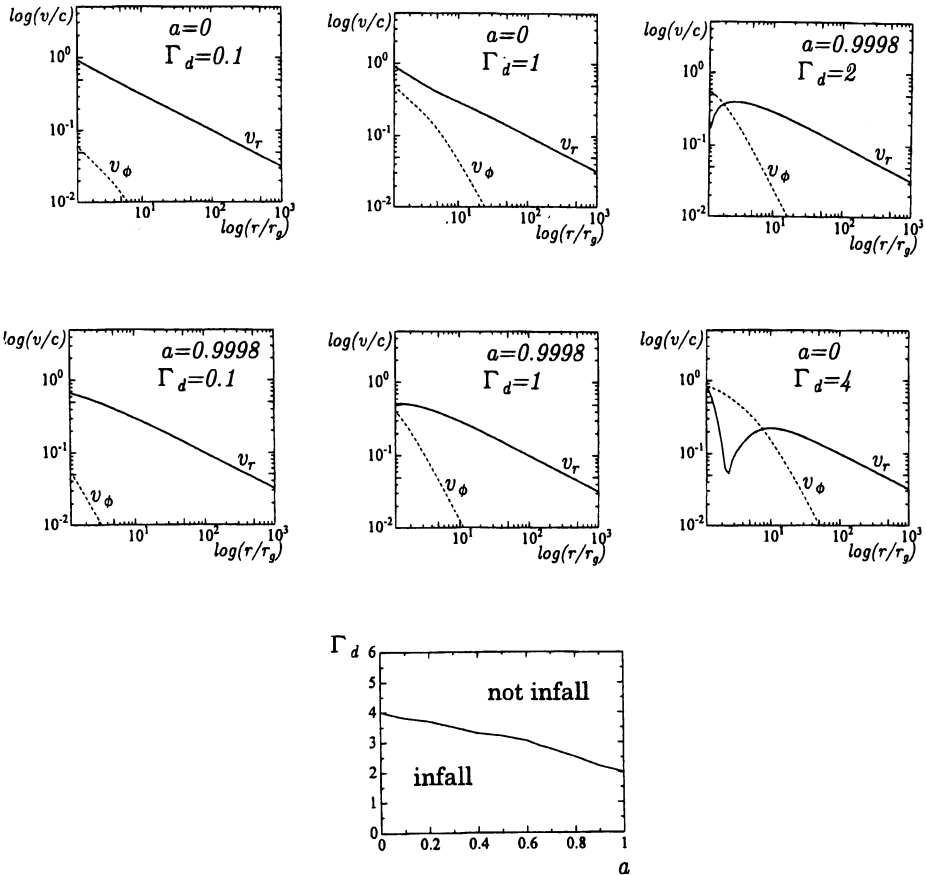 log(v/c)
a=0
Γd=0.1
10^0
10^-1
10^-2
v_r
v_ϕ
10^1
10^2
10^3
log(r/r_g)
log(v/c)
a=0
Γd=1
10^0
10^-1
10^-2
v_r
v_ϕ
10^1
10^2
10^3
log(r/r_g)
log(v/c)
a=0.9998
Γd=2
10^0
10^-1
10^-2
v_r
v_ϕ
10^1
10^2
10^3
log(r/r_g)
log(v/c)
a=0.9998
Γd=0.1
10^0
10^-1
10^-2
v_r
v_ϕ
10^1
10^2
10^3
log(r/r_g)
log(v/c)
a=0.9998
Γd=1
10^0
10^-1
10^-2
v_r
v_ϕ
10^1
10^2
10^3
log(r/r_g)
log(v/c)
a=0
Γd=4
10^0
10^-1
10^-2
v_r
v_ϕ
10^1
10^2
10^3
log(r/r_g)
Γd
6
5
4
3
2
1
0
not infall
infall
0 0.2 0.4 0.6 0.8 1
a